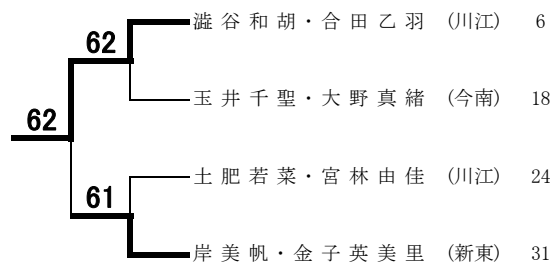 澁谷和胡・合田乙羽 (川江) 6
62
玉井千聖・大野真緒 (今南) 18
62
土肥若菜・宮林由佳 (川江) 24
61
岸美帆・金子英美里 (新東) 31